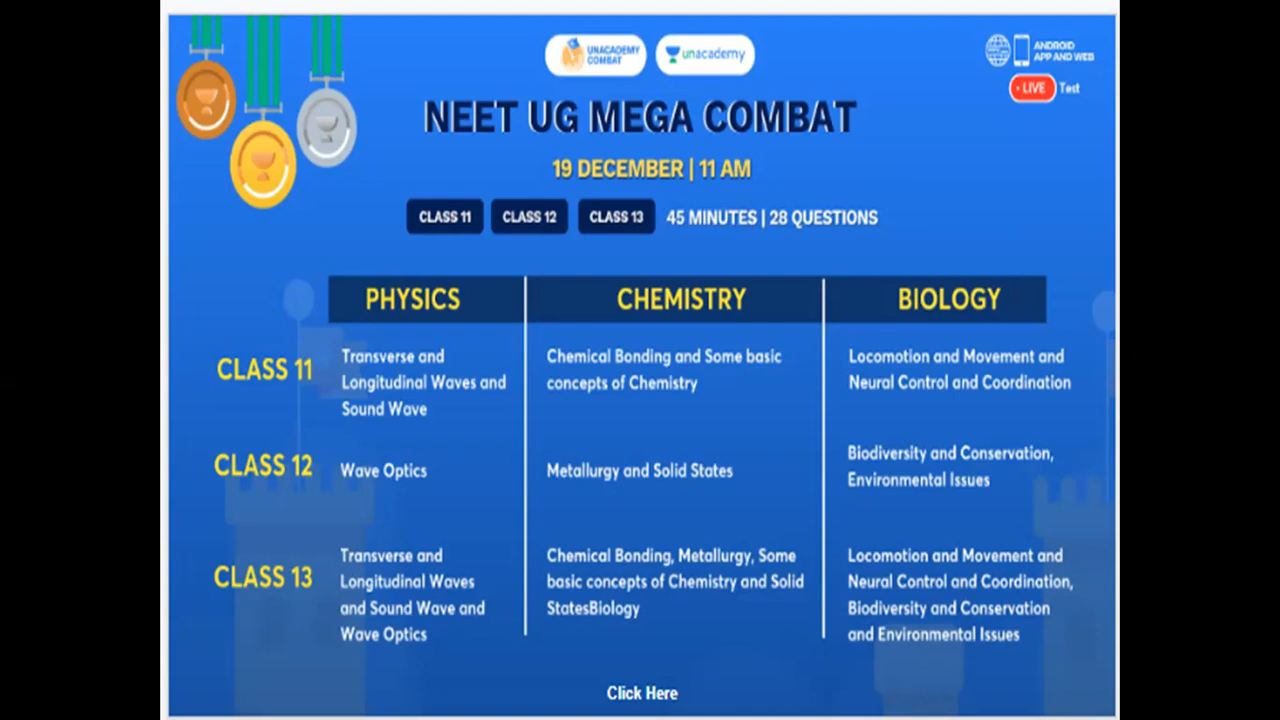 UNACADEMY
COMBAT
unacademy
ANDROID
APP AND WEB
• LIVE Test
NEET UG MEGA COMBAT
19 DECEMBER | 11 AM
CLASS 11 CLASS 12 CLASS 13 45 MINUTES | 28 QUESTIONS
PHYSICS CHEMISTRY BIOLOGY
CLASS 11
Transverse and
Longitudinal Waves and
Sound Wave
Chemical Bonding and Some basic
concepts of Chemistry
Locomotion and Movement and
Neural Control and Coordination
CLASS 12
Wave Optics
Metallurgy and Solid States
Biodiversity and Conservation,
Environmental Issues
CLASS 13
Transverse and
Longitudinal Waves
and Sound Wave and
Wave Optics
Chemical Bonding, Metallurgy, Some
basic concepts of Chemistry and Solid
StatesBiology
Locomotion and Movement and
Neural Control and Coordination,
Biodiversity and Conservation
and Environmental Issues
Click Here